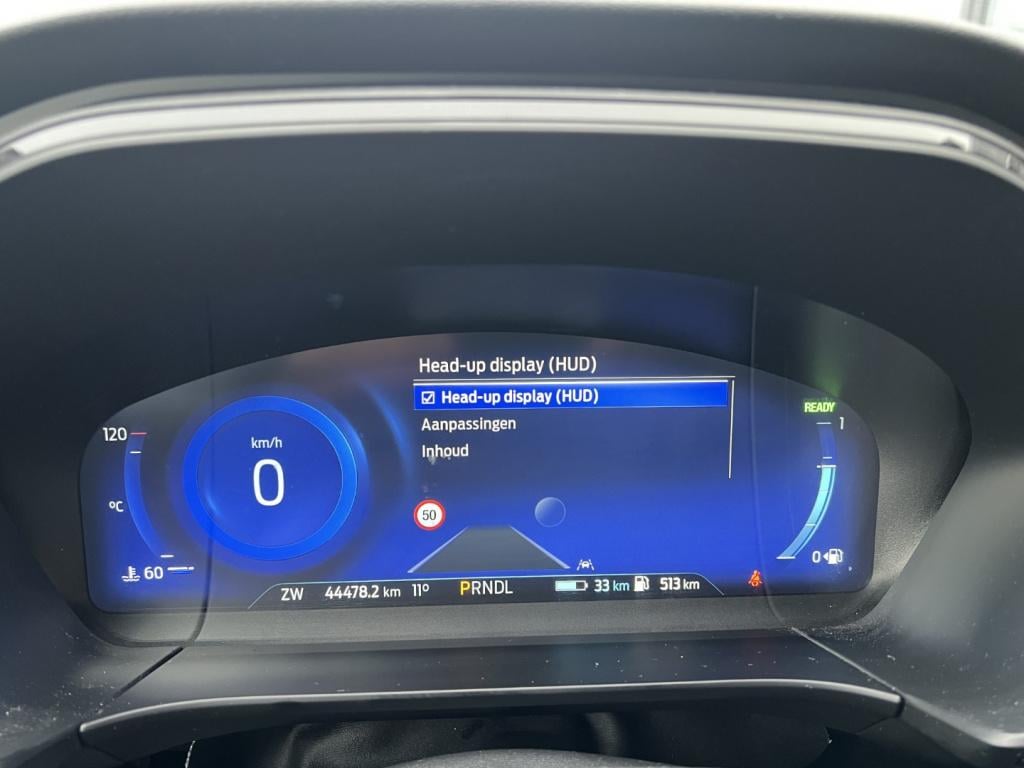 Head-up display (HUD)
Head-up display (HUD)
Aanpassingen
Inhoud
READY
120
1
km/h
0
50
°C
60
0
ZW 44478.2 km 11° PRNDL 33 km 513 km